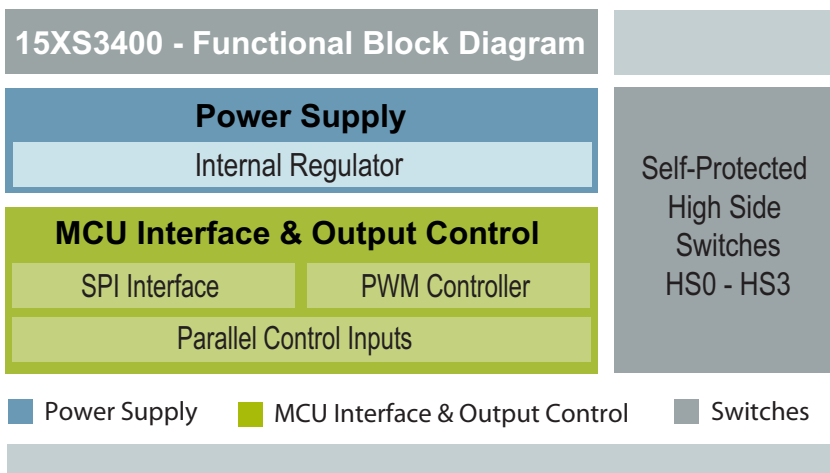 15XS3400 - Functional Block Diagram
Power Supply
Internal Regulator
MCU Interface & Output Control
SPI Interface
PWM Controller
Parallel Control Inputs
Self-Protected
High Side
Switches
HS0 - HS3
Power Supply
MCU Interface & Output Control
Switches